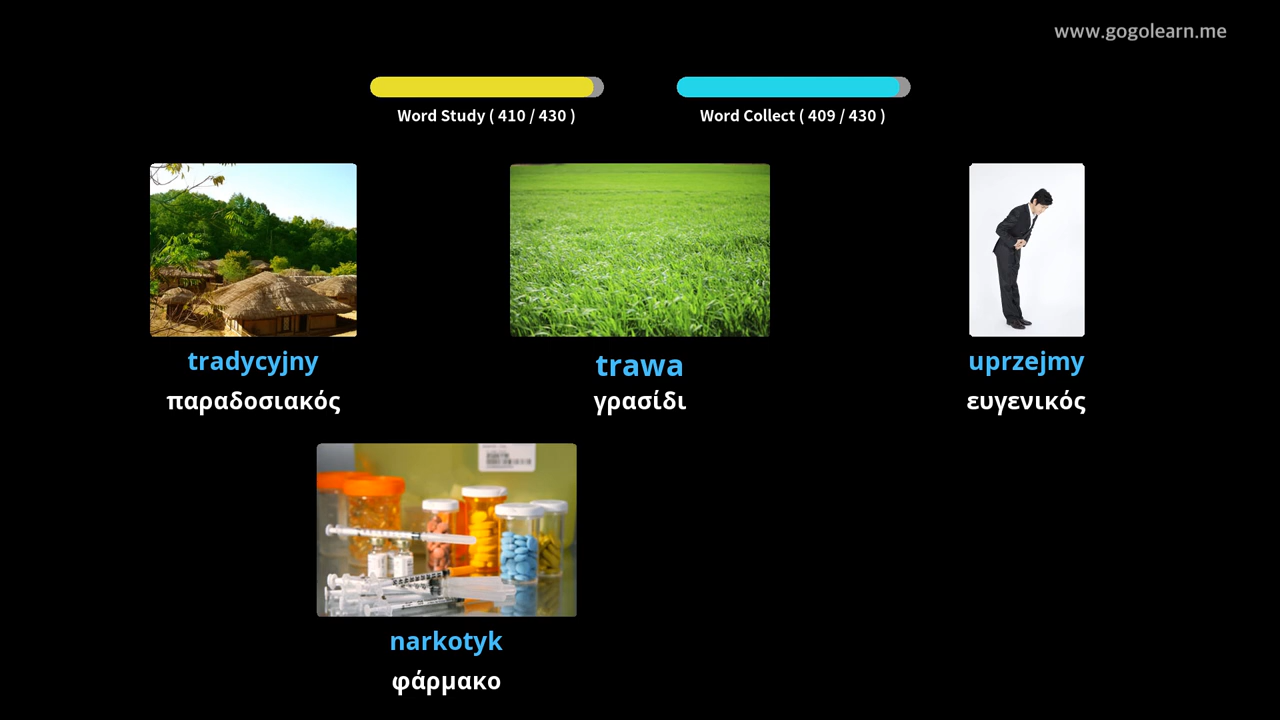 www.gogolearn.me
Word Study ( 410 / 430 )
Word Collect ( 409 / 430 )
tradycyjny
παραδοσιακός
trawa
γρασίδι
uprzejmy
ευγενικός
narkotyk
φάρμακο